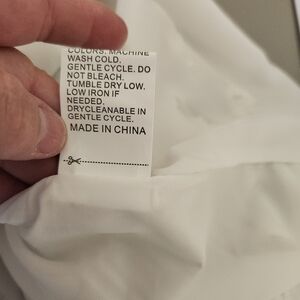 COLORS. MACHINE
WASH COLD.
GENTLE CYCLE. DO
NOT BLEACH.
TUMBLE DRY LOW.
LOW IRON IF
NEEDED.
DRYCLEANABLE IN
GENTLE CYCLE.
MADE IN CHINA